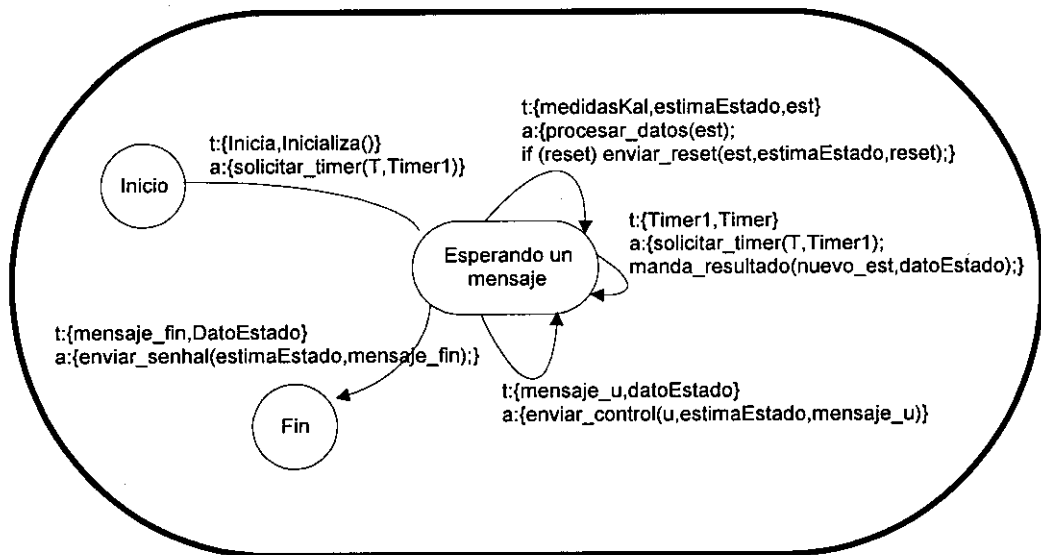 t:{Inicia,Inicializa()}
a:{solicitar_timer(T,Timer1)}
Inicio
t:{medidasKal,estimaEstado,est}
a:{procesar_datos(est);
if (reset) enviar_reset(est,estimaEstado,reset);}
Esperando un
mensaje
t:{Timer1,Timer}
a:{solicitar_timer(T,Timer1);
manda_resultado(nuevo_est,datoEstado);}
t:{mensaje_fin,DatoEstado}
a:{enviar_senhal(estimaEstado,mensaje_fin);}
Fin
t:{mensaje_u,datoEstado}
a:{enviar_control(u,estimaEstado,mensaje_u)}